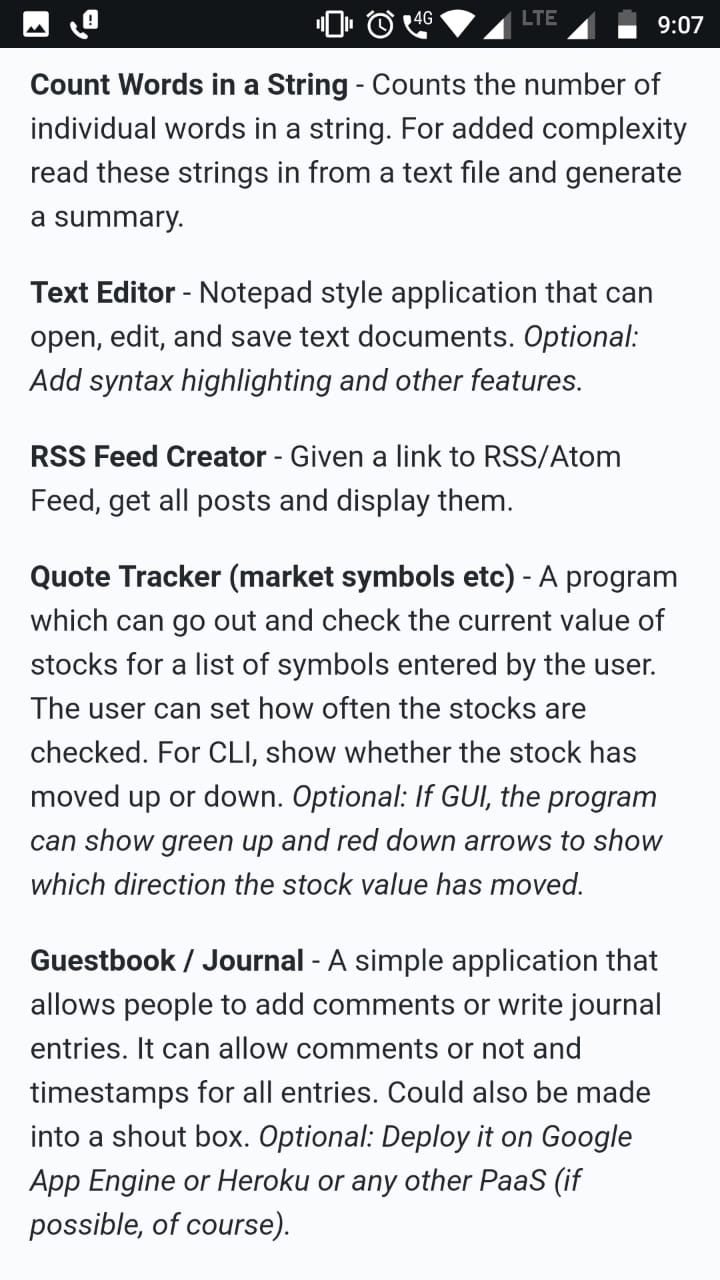 4G LTE 9:07
Count Words in a String - Counts the number of
individual words in a string. For added complexity
read these strings in from a text file and generate
a summary.
Text Editor - Notepad style application that can
open, edit, and save text documents. Optional:
Add syntax highlighting and other features.
RSS Feed Creator - Given a link to RSS/Atom
Feed, get all posts and display them.
Quote Tracker (market symbols etc) - A program
which can go out and check the current value of
stocks for a list of symbols entered by the user.
The user can set how often the stocks are
checked. For CLI, show whether the stock has
moved up or down. Optional: If GUI, the program
can show green up and red down arrows to show
which direction the stock value has moved.
Guestbook / Journal - A simple application that
allows people to add comments or write journal
entries. It can allow comments or not and
timestamps for all entries. Could also be made
into a shout box. Optional: Deploy it on Google
App Engine or Heroku or any other PaaS (if
possible, of course).